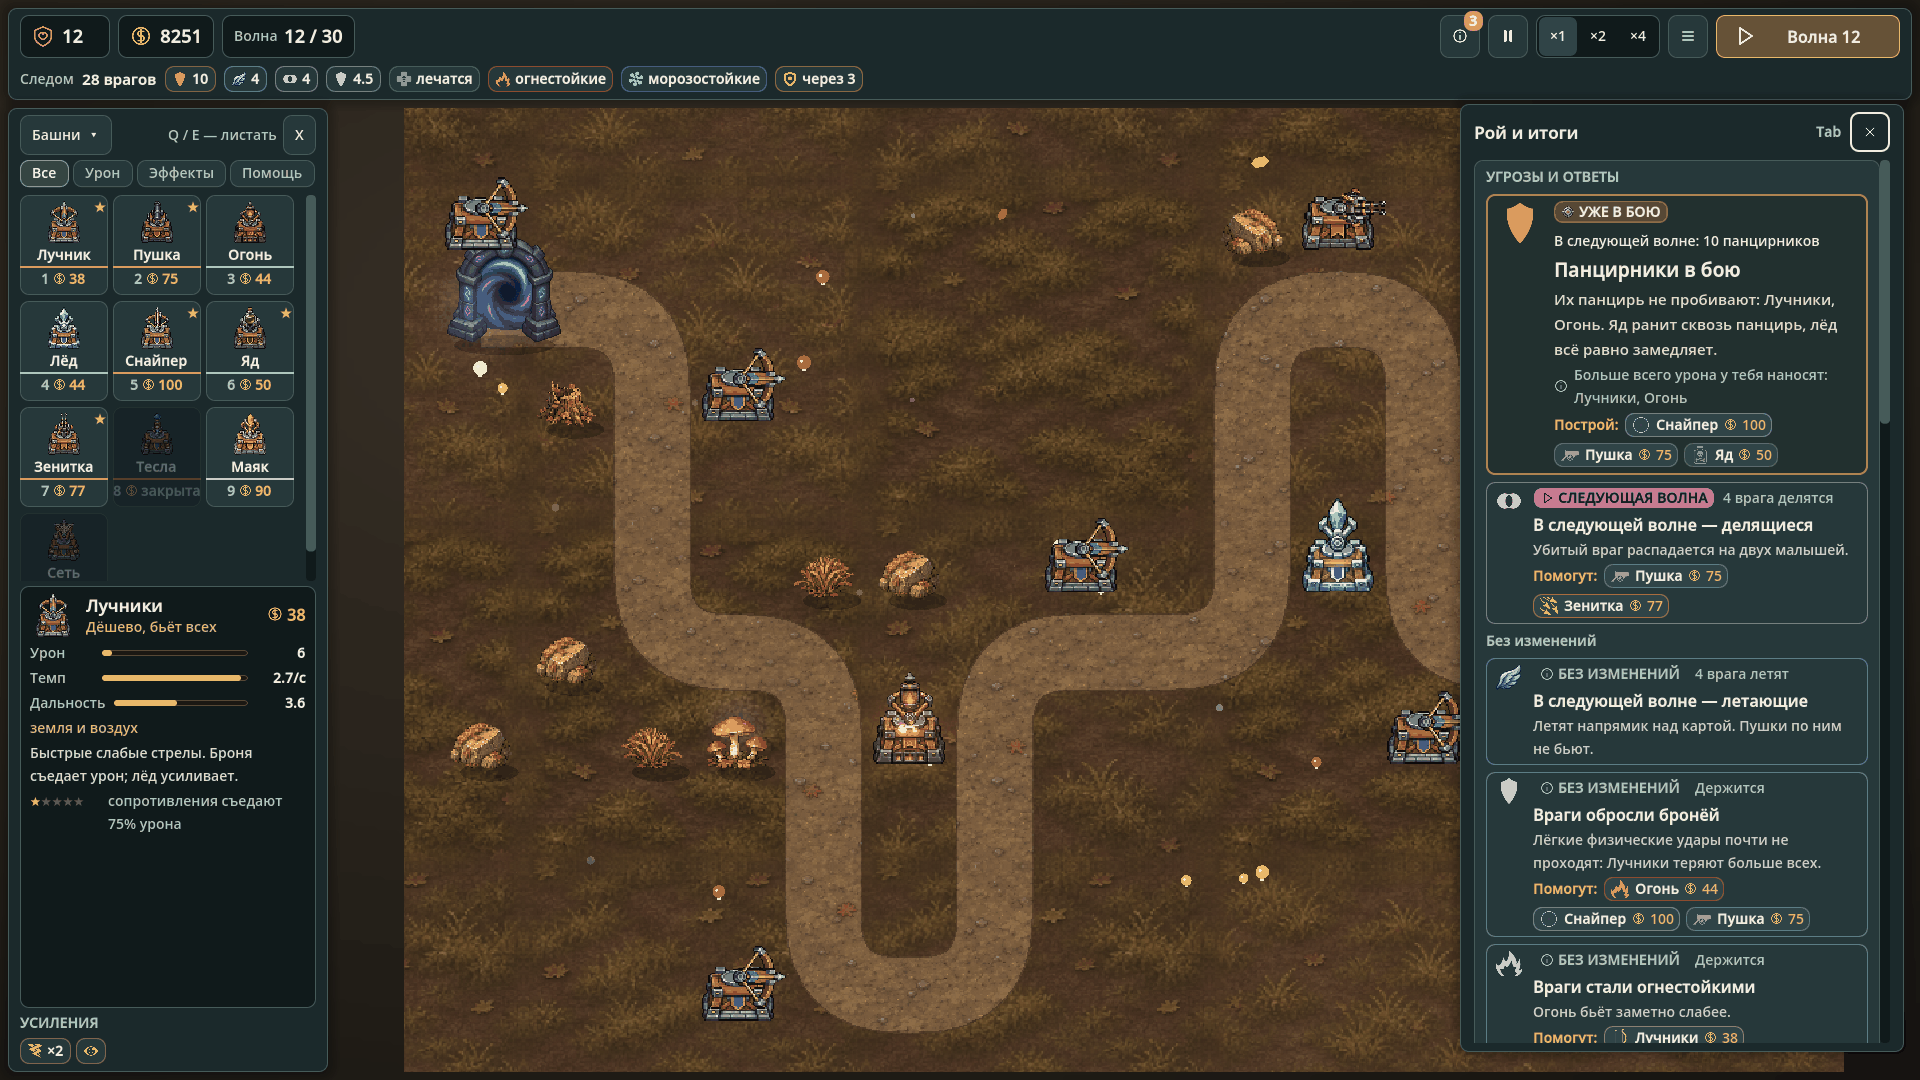 12
8251
Волна 12 / 30
3
×1
×2
×4
Волна 12
Следом 28 врагов
10
4
4
4.5
лечатся
огнестойкие
морозостойкие
через 3
Башни
Q / E — листать
X
Все
Урон
Эффекты
Помощь
Лучник
Пушка
Огонь
1 38
2 75
3 44
Лёд
Снайпер
Яд
4 44
5 100
6 50
Зенитка
Тесла
Маяк
7 77
8 закрыта
9 90
Сеть
Лучники
Дёшево, бьёт всех
38
Урон 6
Темп 2.7/с
Дальность 3.6
земля и воздух
Быстрые слабые стрелы. Броня
съедает урон; лёд усиливает.
сопротивления съедают
75% урона
УСИЛЕНИЯ
×2
Рой и итоги
Tab
УГРОЗЫ И ОТВЕТЫ
УЖЕ В БОЮ
В следующей волне: 10 панцирников
Панцирники в бою
Их панцирь не пробивают: Лучники,
Огонь. Яд ранит сквозь панцирь, лёд
всё равно замедляет.
Больше всего урона у тебя наносят:
Лучники, Огонь
Построй: Снайпер 100
Пушка 75 Яд 50
СЛЕДУЮЩАЯ ВОЛНА 4 врага делятся
В следующей волне — делящиеся
Убитый враг распадается на двух малышей.
Помогут: Пушка 75
Зенитка 77
Без изменений
БЕЗ ИЗМЕНЕНИЙ 4 врага летят
В следующей волне — летающие
Летят напрямик над картой. Пушки по ним
не бьют.
БЕЗ ИЗМЕНЕНИЙ Держится
Враги обросли бронёй
Лёгкие физические удары почти не
проходят: Лучники теряют больше всех.
Помогут: Огонь 44
Снайпер 100 Пушка 75
БЕЗ ИЗМЕНЕНИЙ Держится
Враги стали огнестойкими
Огонь бьёт заметно слабее.
Помогут: Лучники 38